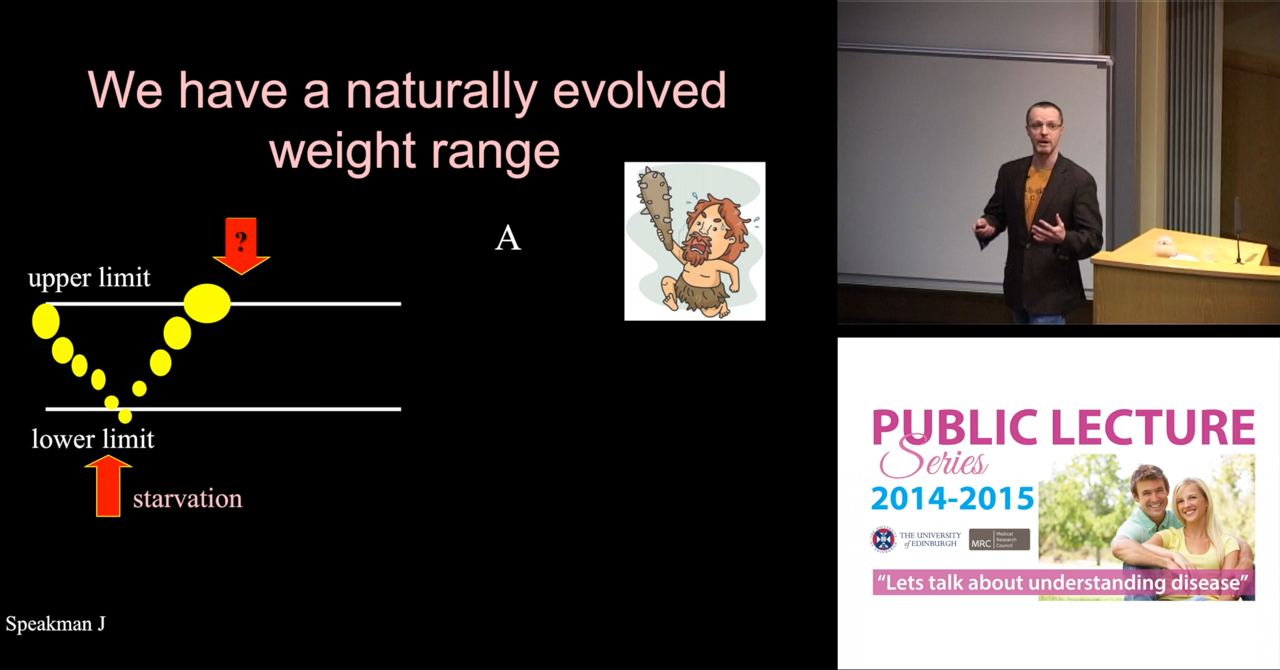 We have a naturally evolved
weight range
?
A
upper limit
lower limit
starvation
Speakman J
PUBLIC LECTURE
Series
2014-2015
THE UNIVERSITY
of EDINBURGH
MRC
Medical
Research
Council
"Lets talk about understanding disease"